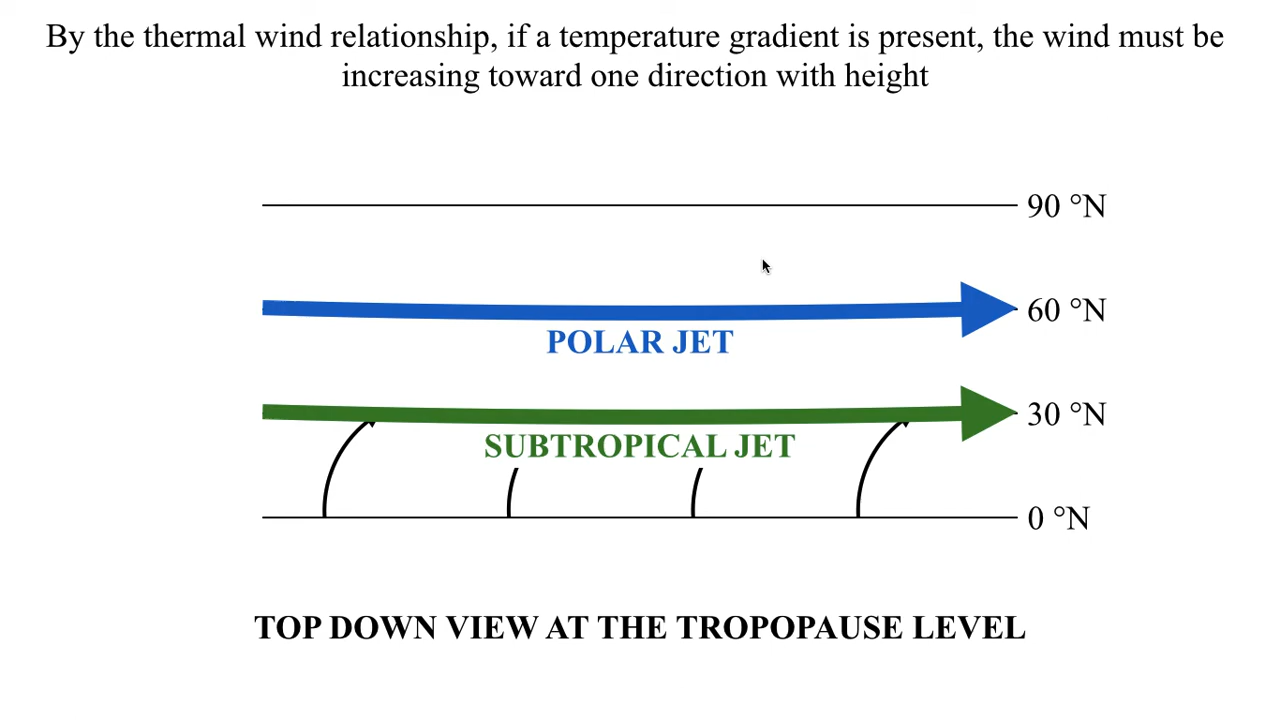 By the thermal wind relationship, if a temperature gradient is present, the wind must be
increasing toward one direction with height
90 °N
60 °N
POLAR JET
30 °N
SUBTROPICAL JET
0 °N
TOP DOWN VIEW AT THE TROPOPAUSE LEVEL